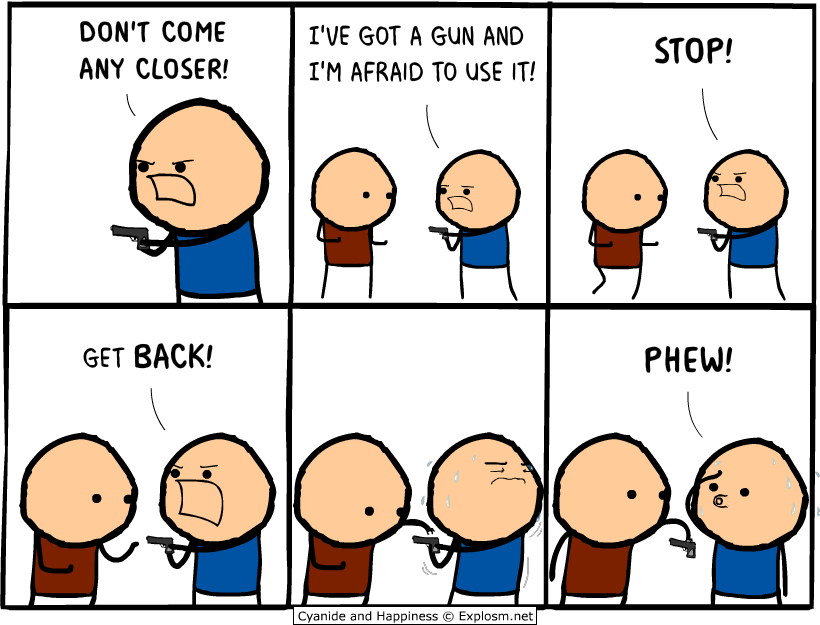 DON'T COME
ANY CLOSER!
I'VE GOT A GUN AND
I'M AFRAID TO USE IT!
STOP!
GET BACK!
PHEW!
Cyanide and Happiness © Explosm.net